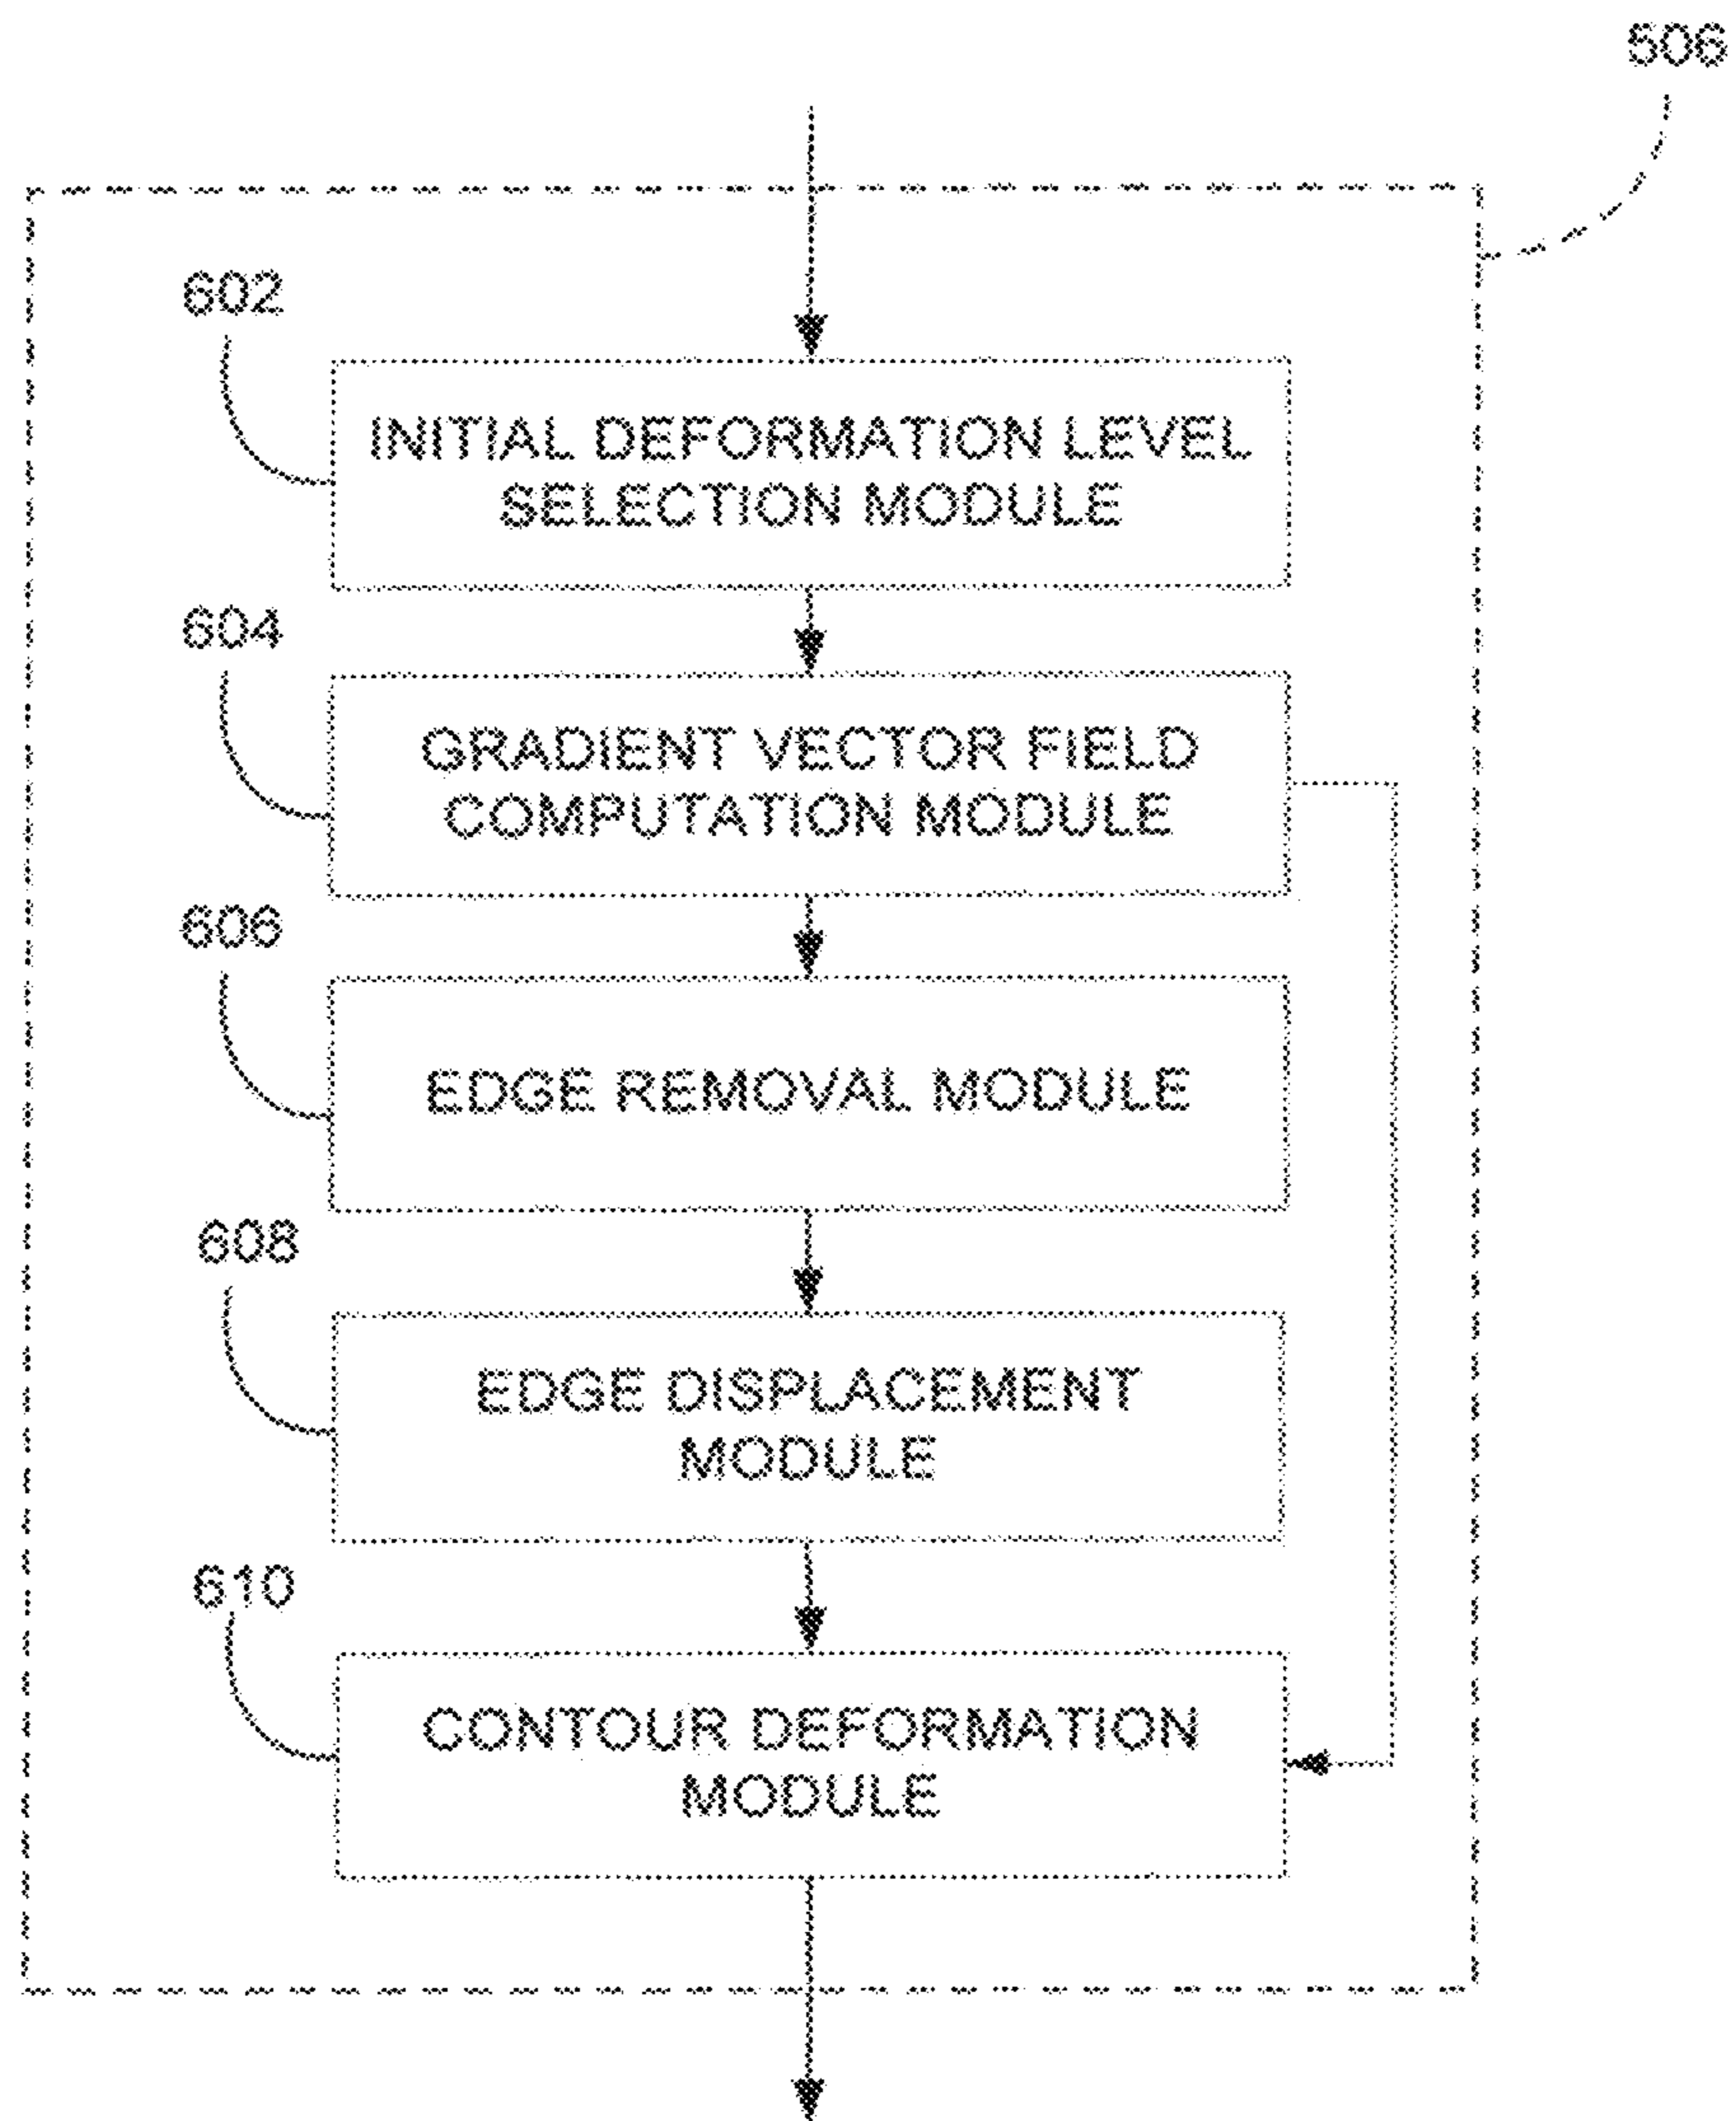 506
602
INITIAL DEFORMATION LEVEL
SELECTION MODULE
604
GRADIENT VECTOR FIELD
COMPUTATION MODULE
606
EDGE REMOVAL MODULE
608
EDGE DISPLACEMENT
MODULE
610
CONTOUR DEFORMATION
MODULE